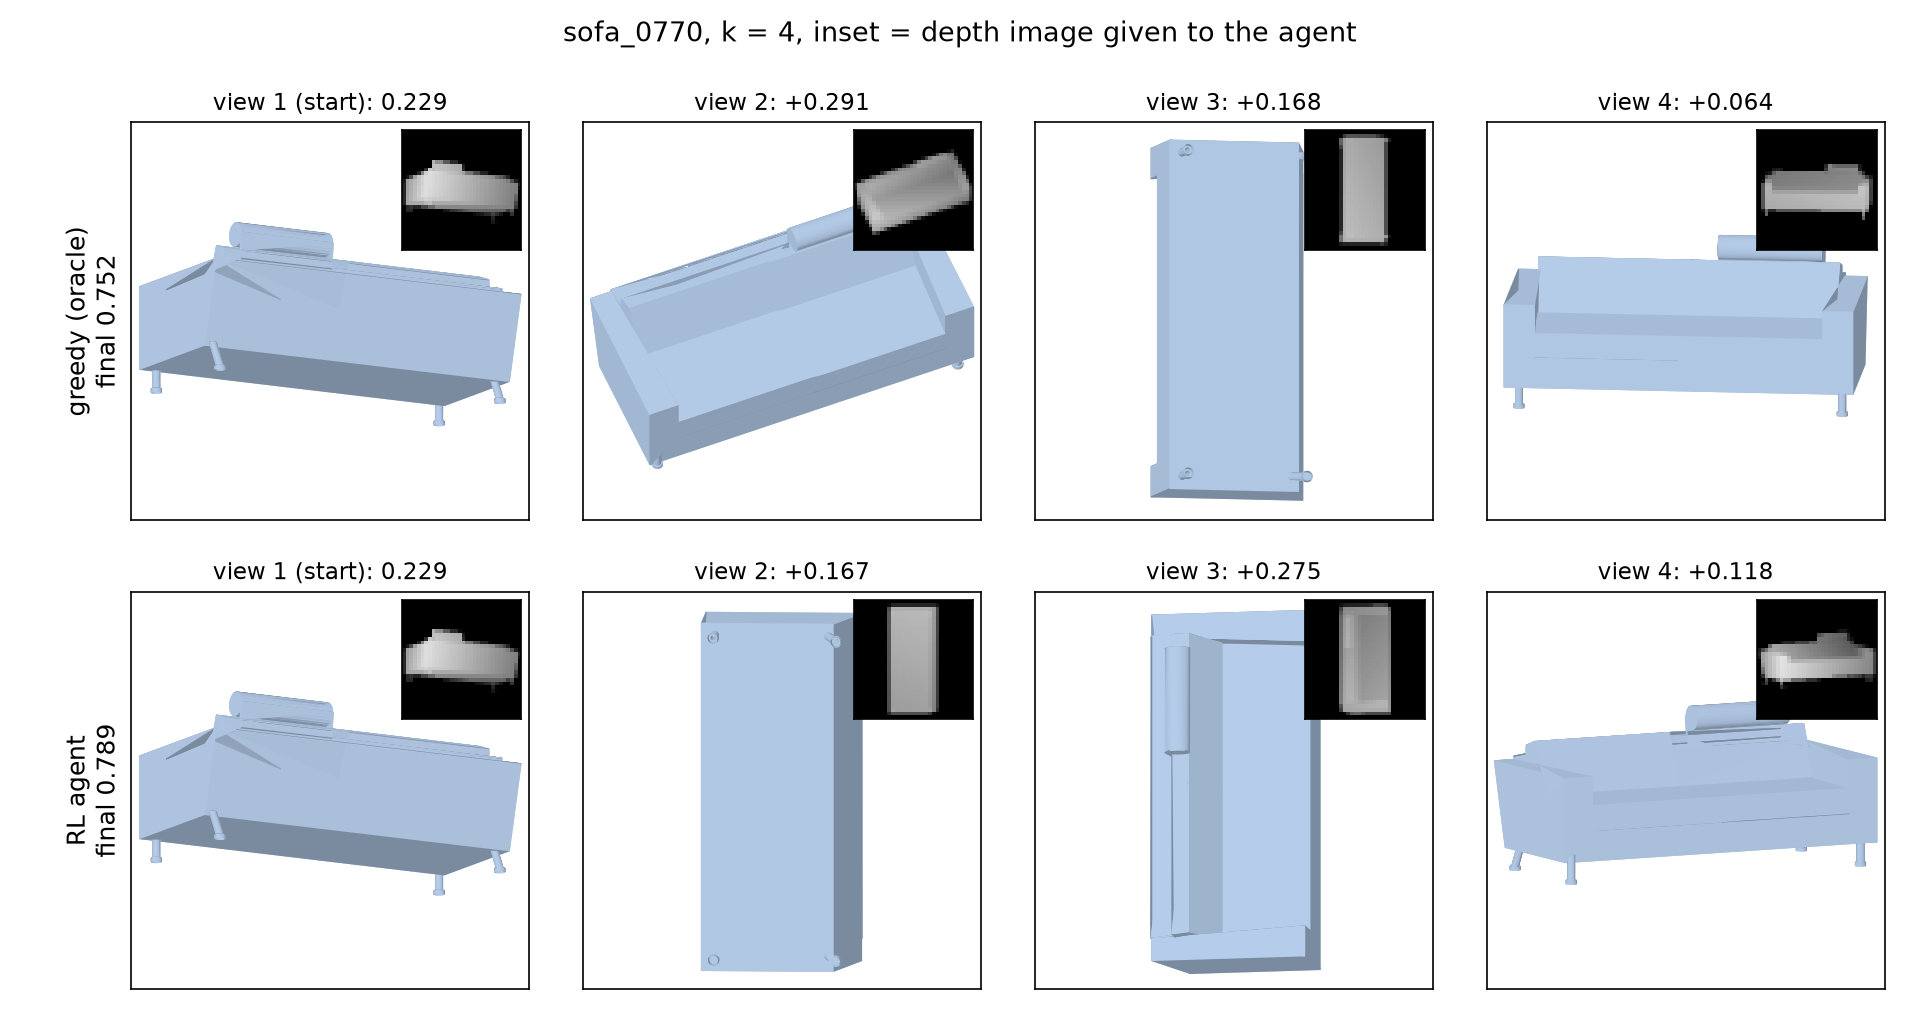 sofa_0770, k = 4, inset = depth image given to the agent
greedy (oracle)
final 0.752
view 1 (start): 0.229
view 2: +0.291
view 3: +0.168
view 4: +0.064
RL agent
final 0.789
view 1 (start): 0.229
view 2: +0.167
view 3: +0.275
view 4: +0.118